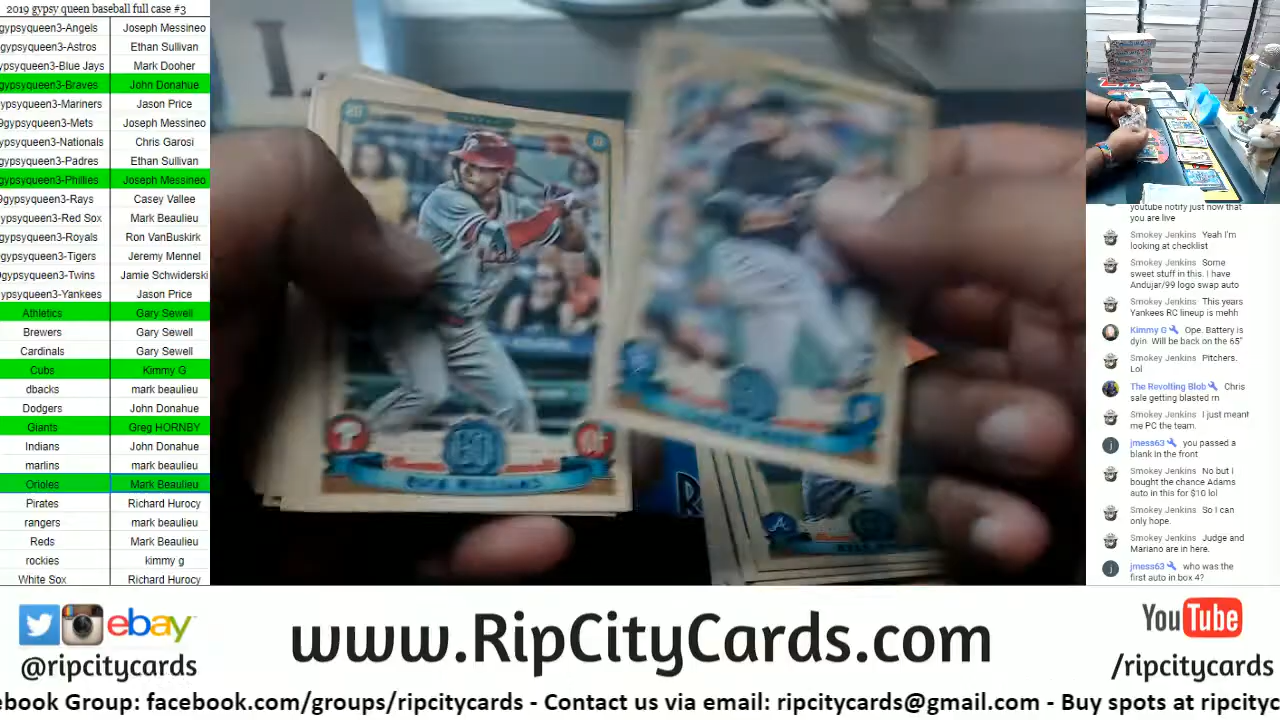 2019 gypsy queen baseball full case #3
gypsyqueen3-Angels Joseph Messineo
gypsyqueen3-Astros Ethan Sullivan
ypsyqueen3-Blue Jays Mark Dooher
gypsyqueen3-Braves John Donahue
ypsyqueen3-Mariners Jason Price
9gypsyqueen3-Mets Joseph Messineo
gypsyqueen3-Nationals Chris Garosi
ypsyqueen3-Padres Ethan Sullivan
gypsyqueen3-Phillies Joseph Messineo
9gypsyqueen3-Rays Casey Vallee
ypsyqueen3-Red Sox Mark Beaulieu
gypsyqueen3-Royals Ron VanBuskirk
gypsyqueen3-Tigers Jeremy Mennel
gypsyqueen3-Twins Jamie Schwiderski
ypsyqueen3-Yankees Jason Price
Athletics Gary Sewell
Brewers Gary Sewell
Cardinals Gary Sewell
Cubs Kimmy G
dbacks mark beaulieu
Dodgers John Donahue
Giants Greg HORNBY
Indians John Donahue
marlins mark beaulieu
Orioles Mark Beaulieu
Pirates Richard Hurocy
rangers mark beaulieu
Reds Mark Beaulieu
rockies kimmy g
White Sox Richard Hurocy
youtube notify just now that
you are live
Smokey Jenkins Yeah I'm
looking at checklist
Smokey Jenkins Some
sweet stuff in this. I have
Andujar/99 logo swap auto
Smokey Jenkins This years
Yankees RC lineup is mehh
Kimmy G Ope. Battery is
dyin. Will be back on the 65"
Smokey Jenkins Pitchers.
Lol
The Revolting Blob Chris
sale getting blasted rn
Smokey Jenkins I just meant
me PC the team.
jmess63 you passed a
blank in the front
Smokey Jenkins No but i
bought the chance Adams
auto in this for $10 lol
Smokey Jenkins So I can
only hope.
Smokey Jenkins Judge and
Mariano are in here.
jmess63 who was the
first auto in box 4?
ebay
@ripcitycards
www.RipCityCards.com
YouTube
/ripcitycards
ebook Group: facebook.com/groups/ripcitycards - Contact us via email: ripcitycards@gmail.com - Buy spots at ripcityc